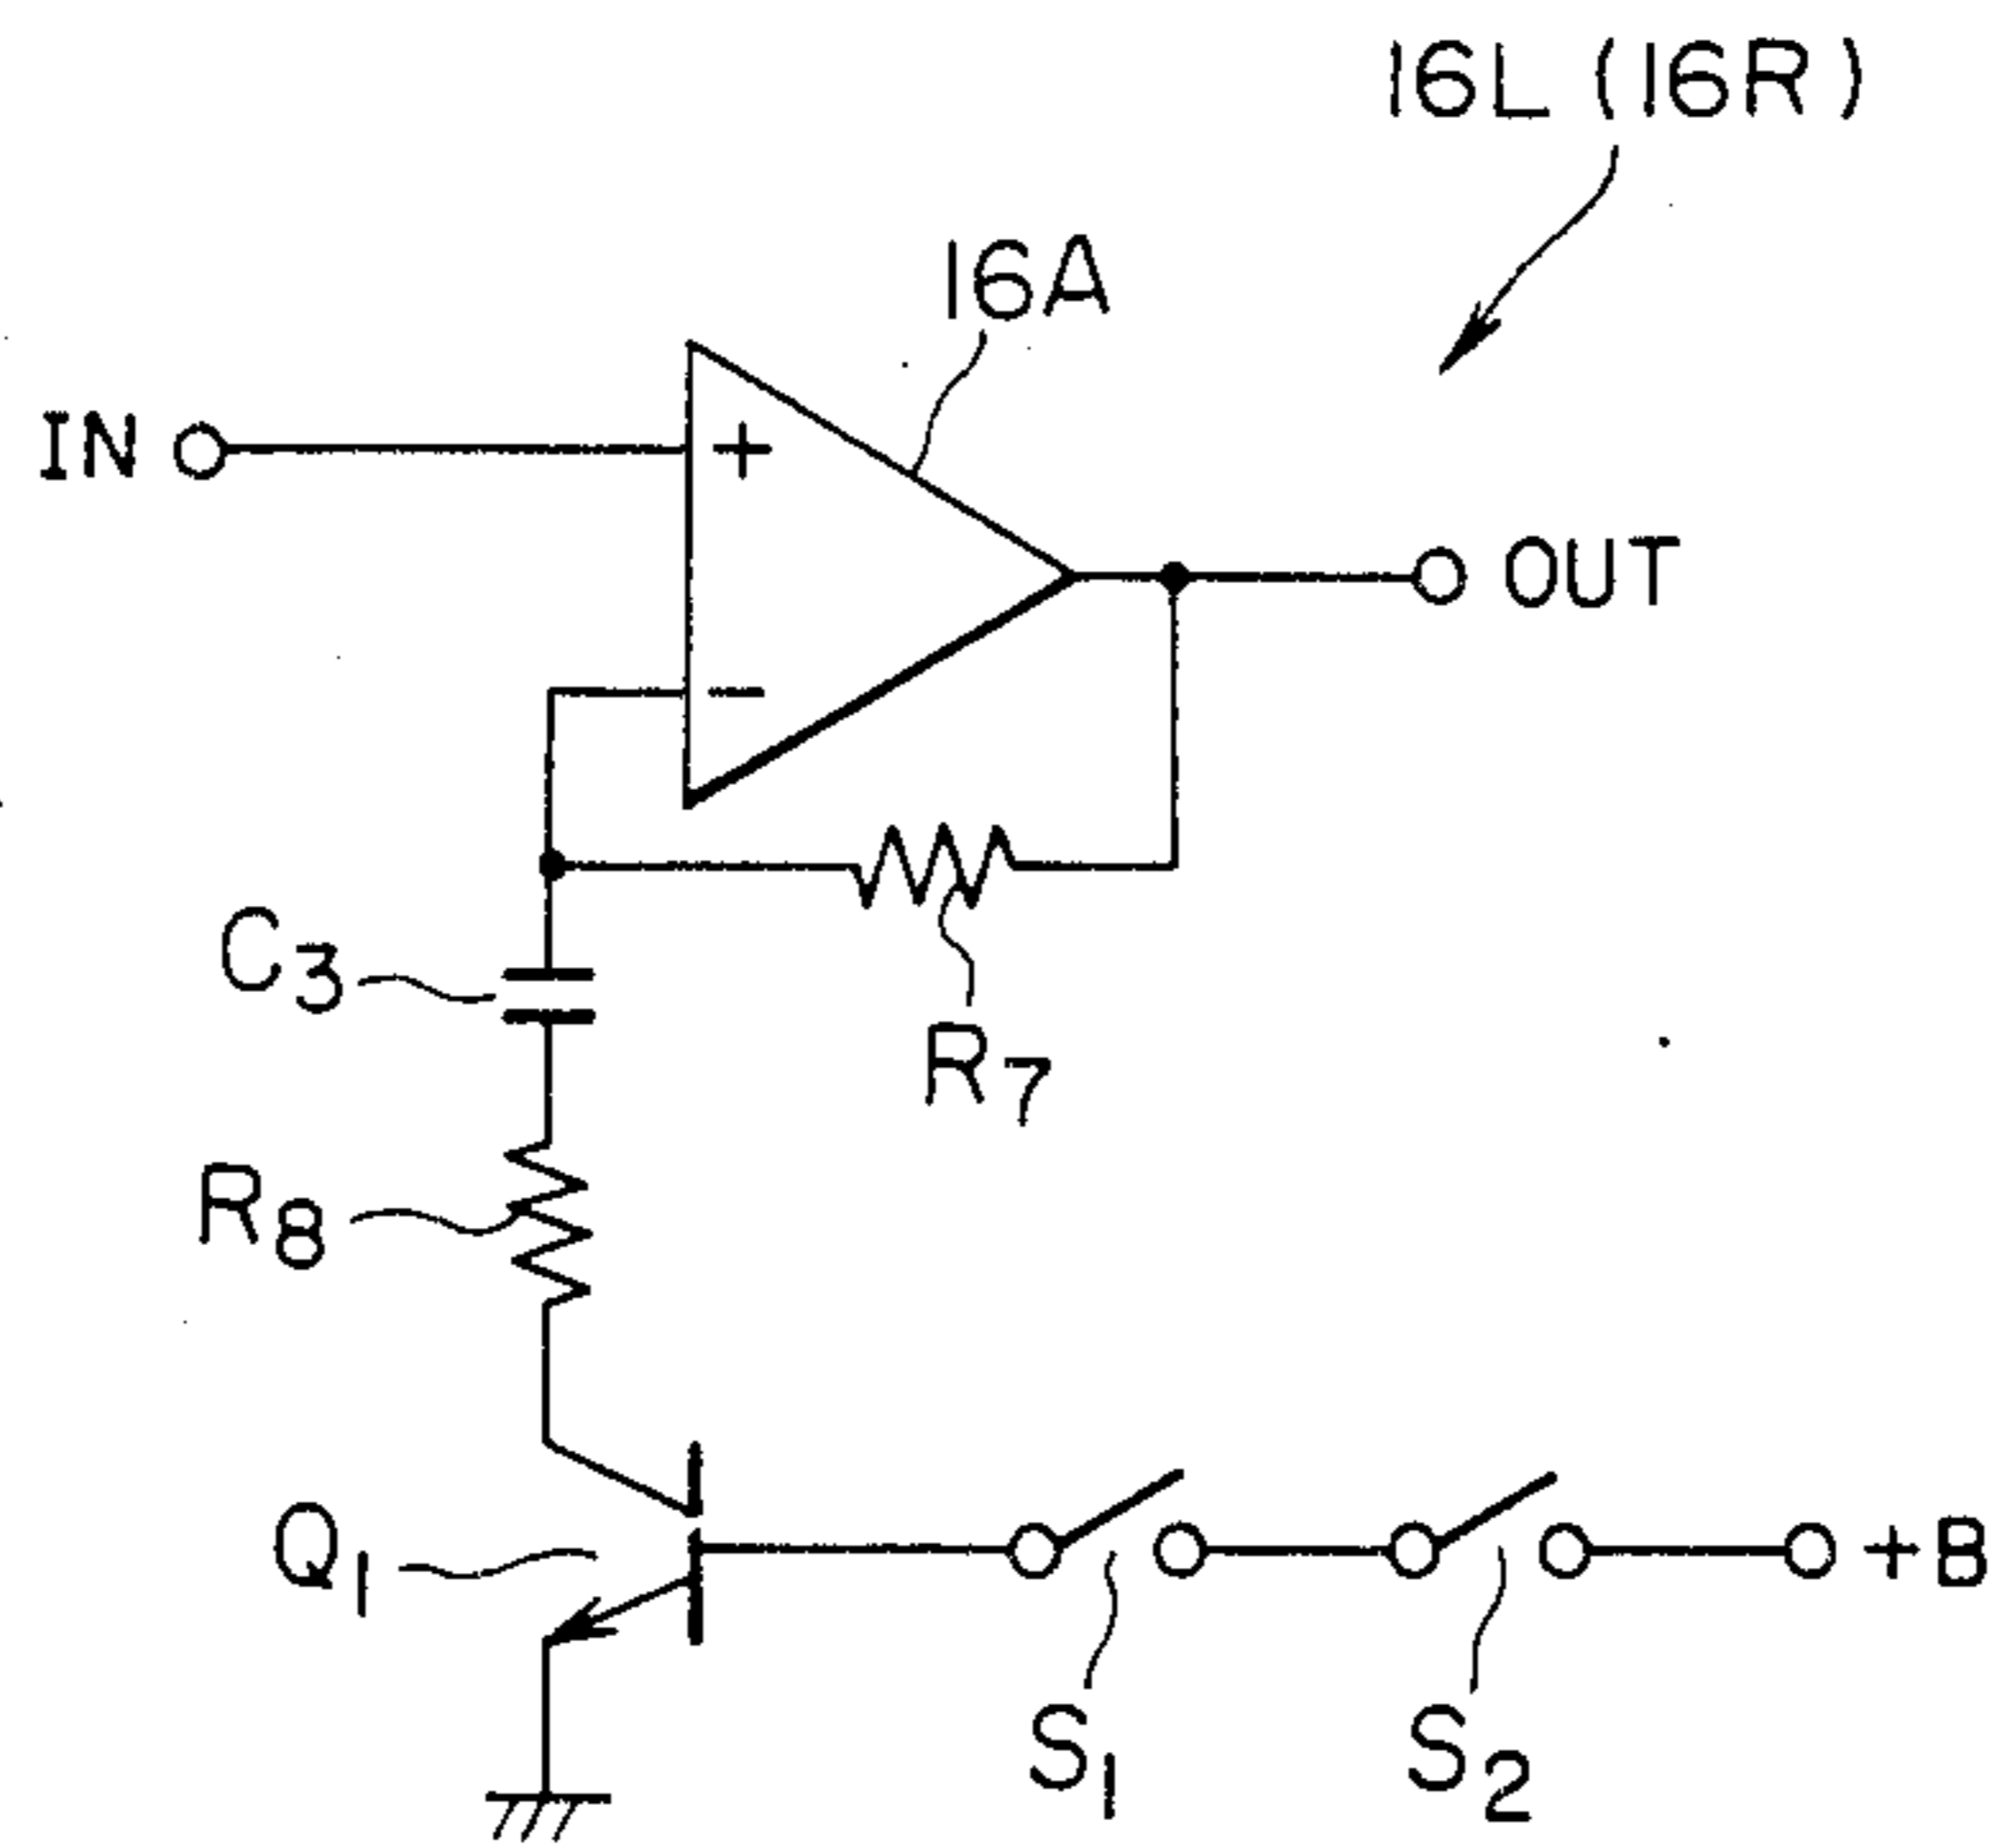 16L (16R)
16A
IN
+
OUT
−
C3
R7
R8
Q1
+B
S1
S2